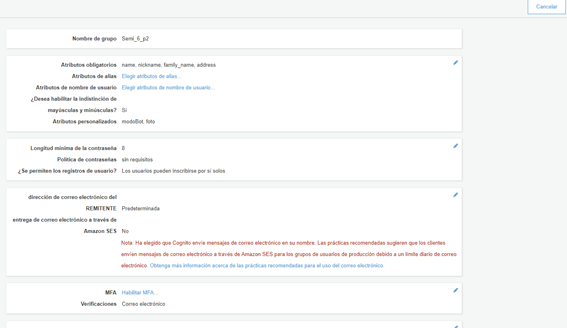 Cancelar
Nombre de grupo Semi_6_p2
Atributos obligatorios name, nickname, family_name, address
Atributos de alias Elegir atributos de alias...
Atributos de nombre de usuario Elegir atributos de nombre de usuario...
¿Desea habilitar la indistinción de
mayúsculas y minúsculas? Sí
Atributos personalizados modoBot, foto
Longitud mínima de la contraseña 8
Política de contraseñas sin requisitos
¿Se permiten los registros de usuario? Los usuarios pueden inscribirse por sí solos
dirección de correo electrónico del
REMITENTE Predeterminada
entrega de correo electrónico a través de
Amazon SES No
Nota: Ha elegido que Cognito envíe mensajes de correo electrónico en su nombre. Las prácticas recomendadas sugieren que los clientes
envíen mensajes de correo electrónico a través de Amazon SES para los grupos de usuarios de producción debido a un límite diario de correo
electrónico. Obtenga más información acerca de las prácticas recomendadas para el uso del correo electrónico.
MFA Habilitar MFA...
Verificaciones Correo electrónico